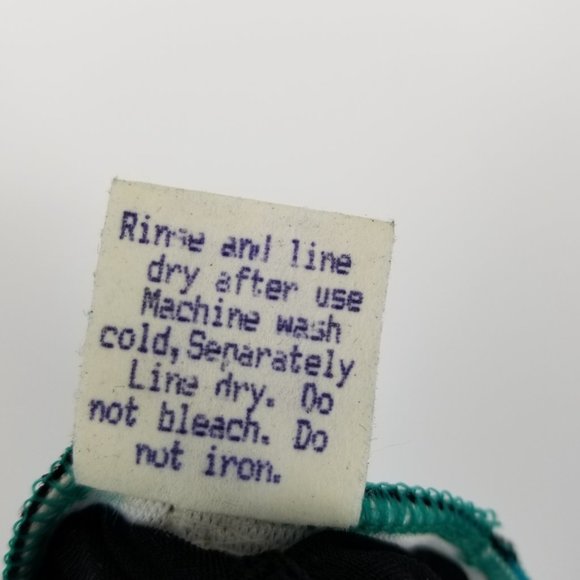 Rinse and line
dry after use
Machine wash
cold, Separately
Line dry. Do
not bleach. Do
not iron.